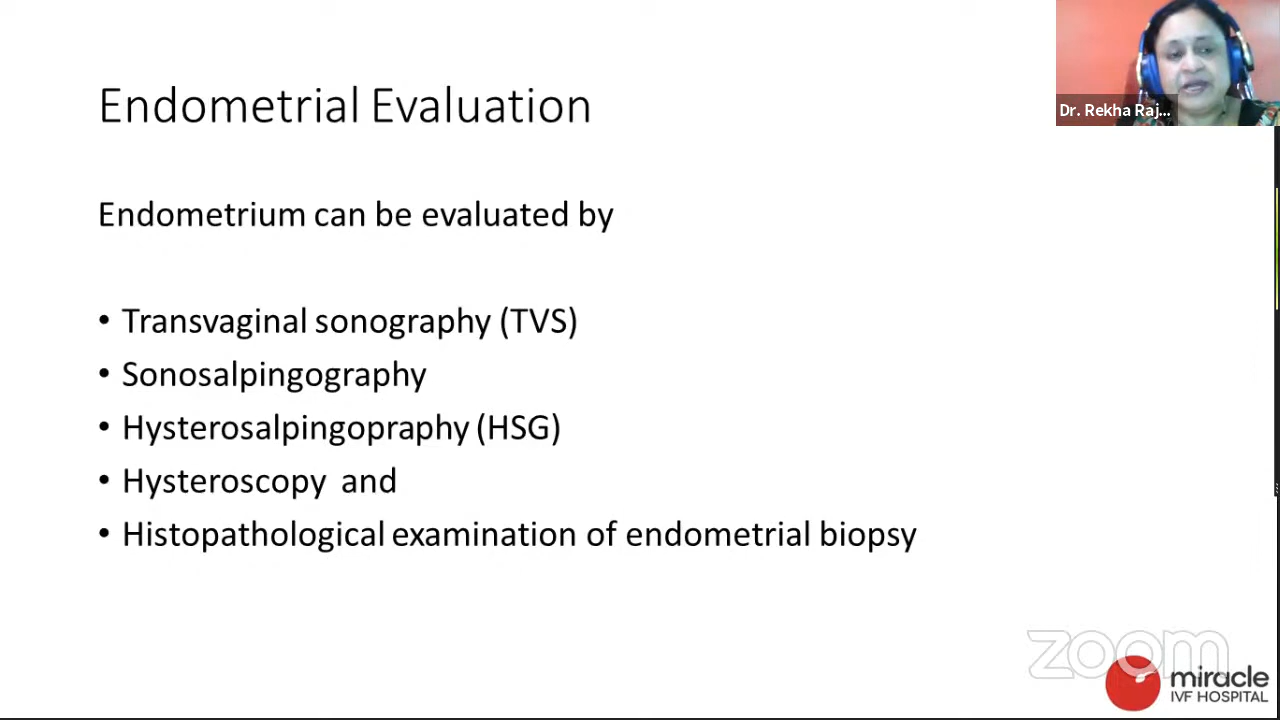 Endometrial Evaluation
Dr. Rekha Raj...
Endometrium can be evaluated by
• Transvaginal sonography (TVS)
• Sonosalpingography
• Hysterosalpingopraphy (HSG)
• Hysteroscopy and
• Histopathological examination of endometrial biopsy
zoom
miracle
IVF HOSPITAL